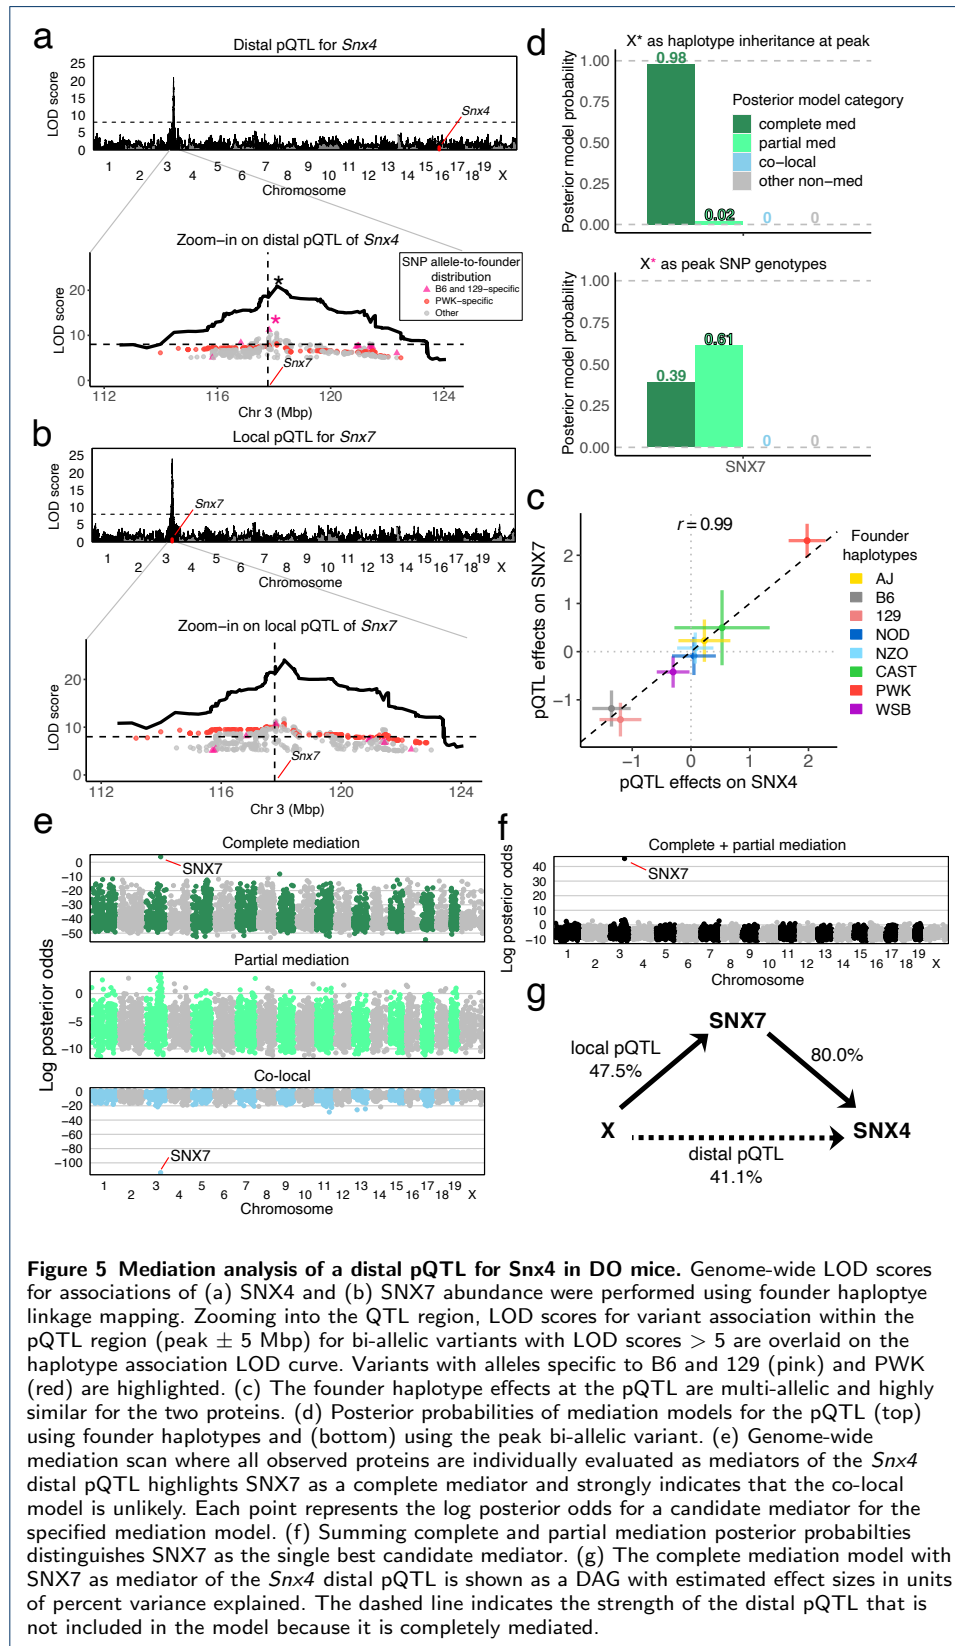 a
Distal pQTL for Snx4
LOD score
25
20
15
10
5
0
Snx4
1 2 3 4 5 6 7 8 9 10 11 12 13 14 15 16 17 18 19 X
Chromosome
Zoom-in on distal pQTL of Snx4
LOD score
20
10
0
*
*
SNP allele-to-founder
distribution
B6 and 129-specific
PWK-specific
Other
Snx7
112 116 120 124
Chr 3 (Mbp)
b
Local pQTL for Snx7
LOD score
25
20
15
10
5
0
Snx7
1 2 3 4 5 6 7 8 9 10 11 12 13 14 15 16 17 18 19 X
Chromosome
Zoom-in on local pQTL of Snx7
LOD score
20
10
0
Snx7
112 116 120 124
Chr 3 (Mbp)
d
X* as haplotype inheritance at peak
Posterior model probability
1.00
0.75
0.50
0.25
0.00
0.98
0.02
0
0
Posterior model category
complete med
partial med
co-local
other non-med
X* as peak SNP genotypes
Posterior model probability
1.00
0.75
0.50
0.25
0.00
0.39
0.61
0
0
SNX7
c
r = 0.99
pQTL effects on SNX7
2
1
0
−1
−1 0 1 2
pQTL effects on SNX4
Founder
haplotypes
AJ
B6
129
NOD
NZO
CAST
PWK
WSB
e
Complete mediation
0
−10
−20
−30
−40
−50
SNX7
Partial mediation
Log posterior odds
0
−5
−10
Co-local
0
−20
−40
−60
−80
−100
SNX7
1 2 3 4 5 6 7 8 9 10 11 12 13 14 15 16 17 18 19 X
Chromosome
f
Complete + partial mediation
Log posterior odds
40
30
20
10
0
−10
SNX7
1 2 3 4 5 6 7 8 9 10 11 12 13 14 15 16 17 18 19 X
Chromosome
g
SNX7
local pQTL
47.5%
80.0%
X
SNX4
distal pQTL
41.1%
Figure 5 Mediation analysis of a distal pQTL for Snx4 in DO mice. Genome-wide LOD scores
for associations of (a) SNX4 and (b) SNX7 abundance were performed using founder haploptye
linkage mapping. Zooming into the QTL region, LOD scores for variant association within the
pQTL region (peak ± 5 Mbp) for bi-allelic vartiants with LOD scores > 5 are overlaid on the
haplotype association LOD curve. Variants with alleles specific to B6 and 129 (pink) and PWK
(red) are highlighted. (c) The founder haplotype effects at the pQTL are multi-allelic and highly
similar for the two proteins. (d) Posterior probabilities of mediation models for the pQTL (top)
using founder haplotypes and (bottom) using the peak bi-allelic variant. (e) Genome-wide
mediation scan where all observed proteins are individually evaluated as mediators of the Snx4
distal pQTL highlights SNX7 as a complete mediator and strongly indicates that the co-local
model is unlikely. Each point represents the log posterior odds for a candidate mediator for the
specified mediation model. (f) Summing complete and partial mediation posterior probabilties
distinguishes SNX7 as the single best candidate mediator. (g) The complete mediation model with
SNX7 as mediator of the Snx4 distal pQTL is shown as a DAG with estimated effect sizes in units
of percent variance explained. The dashed line indicates the strength of the distal pQTL that is
not included in the model because it is completely mediated.